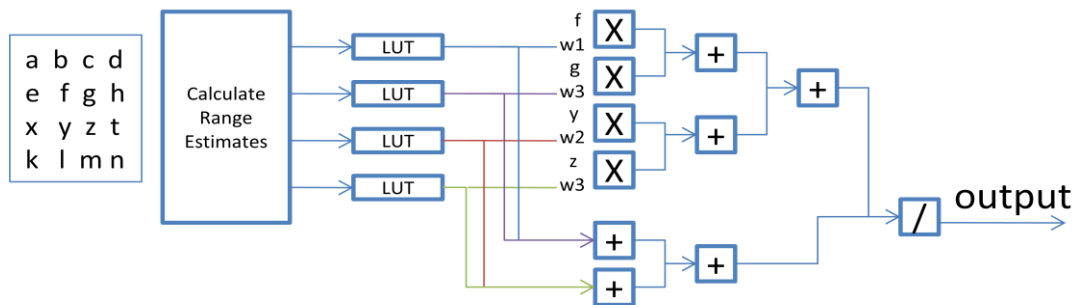 a b c d
e f g h
x y z t
k l m n
Calculate
Range
Estimates
LUT
LUT
LUT
LUT
f
w1
X
g
w3
X
y
w2
X
z
w3
X
+
+
+
+
+
+
/
output